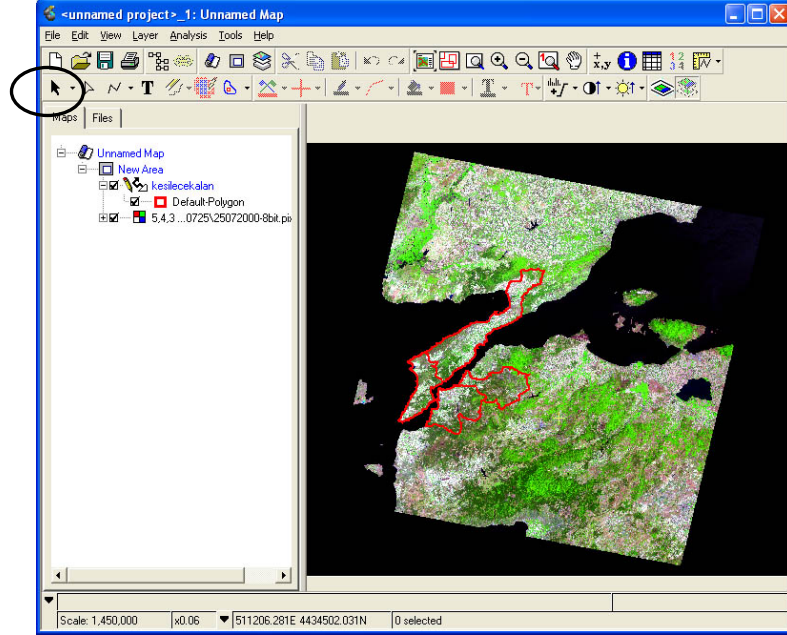 <unnamed project>_1: Unnamed Map
File Edit View Layer Analysis Tools Help
Maps Files
Unnamed Map
New Area
kesilecekalan
Default-Polygon
5,4,3 ...0725\25072000-8bit.pi
Scale: 1,450,000 x0.06 511206.281E 4434502.031N 0 selected